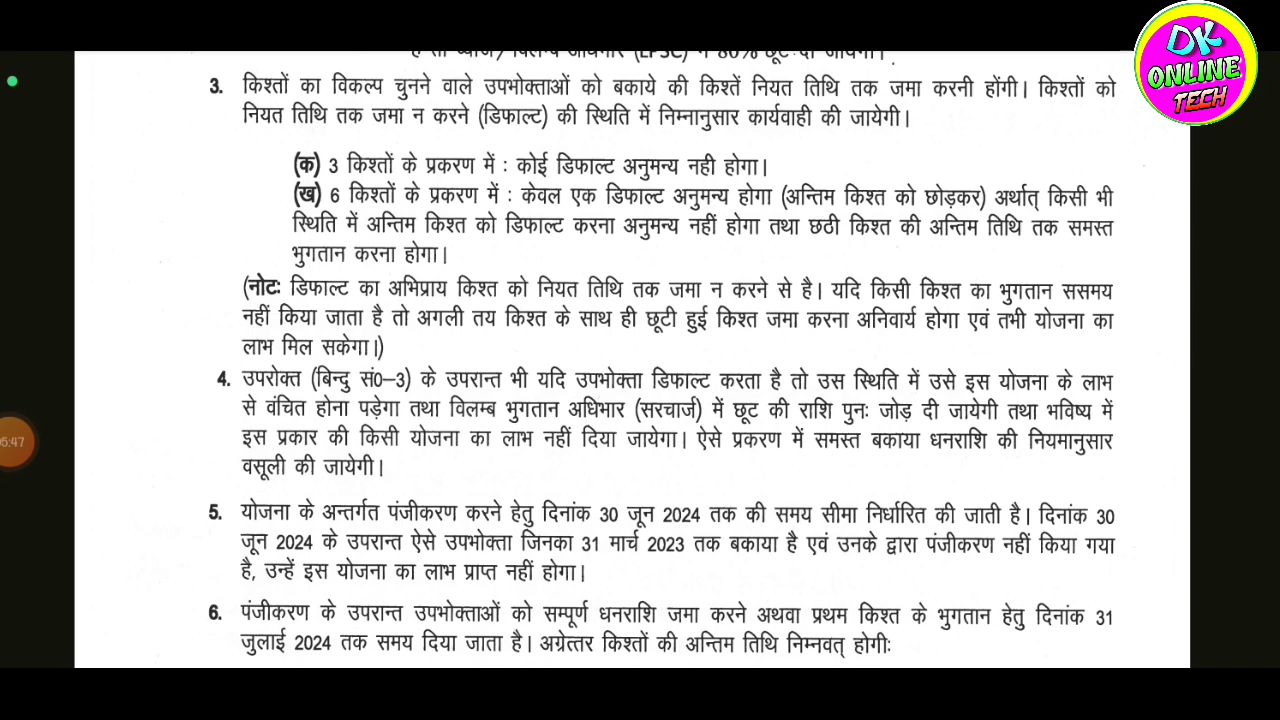 DK
ONLINE
TECH
3. किश्तों का विकल्प चुनने वाले उपभोक्ताओं को बकाये की किश्तें नियत तिथि तक जमा करनी होंगी। किश्तों को
नियत तिथि तक जमा न करने (डिफाल्ट) की स्थिति में निम्नानुसार कार्यवाही की जायेगी।
(क) 3 किश्तों के प्रकरण में : कोई डिफाल्ट अनुमन्य नही होगा।
(ख) 6 किश्तों के प्रकरण में : केवल एक डिफाल्ट अनुमन्य होगा (अन्तिम किश्त को छोड़कर) अर्थात् किसी भी
स्थिति में अन्तिम किश्त को डिफाल्ट करना अनुमन्य नहीं होगा तथा छठी किश्त की अन्तिम तिथि तक समस्त
भुगतान करना होगा।
(नोटः डिफाल्ट का अभिप्राय किश्त को नियत तिथि तक जमा न करने से है। यदि किसी किश्त का भुगतान ससमय
नहीं किया जाता है तो अगली तय किश्त के साथ ही छूटी हुई किश्त जमा करना अनिवार्य होगा एवं तभी योजना का
लाभ मिल सकेगा।)
4. उपरोक्त (बिन्दु सं0–3) के उपरान्त भी यदि उपभोक्ता डिफाल्ट करता है तो उस स्थिति में उसे इस योजना के लाभ
से वंचित होना पड़ेगा तथा विलम्ब भुगतान अधिभार (सरचार्ज) में छूट की राशि पुनः जोड़ दी जायेगी तथा भविष्य में
इस प्रकार की किसी योजना का लाभ नहीं दिया जायेगा। ऐसे प्रकरण में समस्त बकाया धनराशि की नियमानुसार
वसूली की जायेगी।
5:47
5. योजना के अन्तर्गत पंजीकरण करने हेतु दिनांक 30 जून 2024 तक की समय सीमा निर्धारित की जाती है। दिनांक 30
जून 2024 के उपरान्त ऐसे उपभोक्ता जिनका 31 मार्च 2023 तक बकाया है एवं उनके द्वारा पंजीकरण नहीं किया गया
है, उन्हें इस योजना का लाभ प्राप्त नहीं होगा।
6. पंजीकरण के उपरान्त उपभोक्ताओं को सम्पूर्ण धनराशि जमा करने अथवा प्रथम किश्त के भुगतान हेतु दिनांक 31
जुलाई 2024 तक समय दिया जाता है। अग्रेत्तर किश्तों की अन्तिम तिथि निम्नवत् होगीः